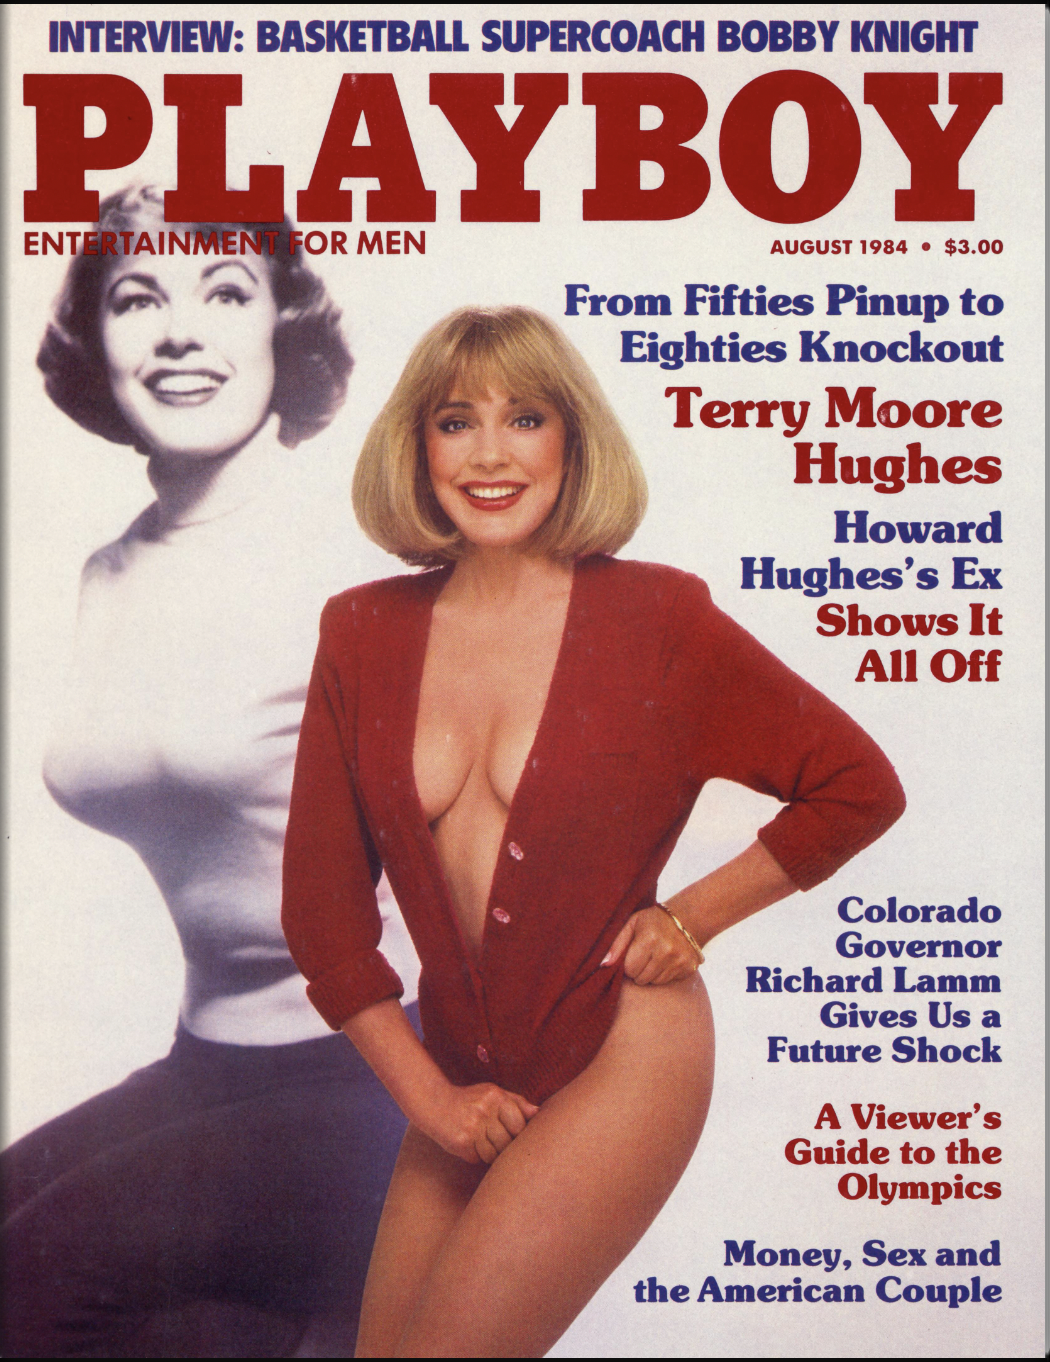 INTERVIEW: BASKETBALL SUPERCOACH BOBBY KNIGHT
PLAYBOY
ENTERTAINMENT FOR MEN
AUGUST 1984 • $3.00
From Fifties Pinup to
Eighties Knockout
Terry Moore
Hughes
Howard
Hughes's Ex
Shows It
All Off
Colorado
Governor
Richard Lamm
Gives Us a
Future Shock
A Viewer's
Guide to the
Olympics
Money, Sex and
the American Couple